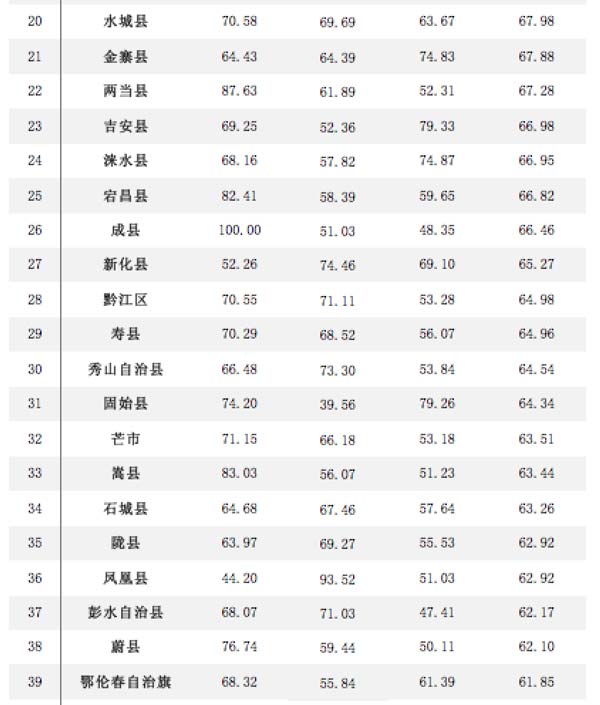 20 水城县 70.58 69.69 63.67 67.98
21 金寨县 64.43 64.39 74.83 67.88
22 两当县 87.63 61.89 52.31 67.28
23 吉安县 69.25 52.36 79.33 66.98
24 涞水县 68.16 57.82 74.87 66.95
25 宕昌县 82.41 58.39 59.65 66.82
26 成县 100.00 51.03 48.35 66.46
27 新化县 52.26 74.46 69.10 65.27
28 黔江区 70.55 71.11 53.28 64.98
29 寿县 70.29 68.52 56.07 64.96
30 秀山自治县 66.48 73.30 53.84 64.54
31 固始县 74.20 39.56 79.26 64.34
32 芒市 71.15 66.18 53.18 63.51
33 嵩县 83.03 56.07 51.23 63.44
34 石城县 64.68 67.46 57.64 63.26
35 陇县 63.97 69.27 55.53 62.92
36 凤凰县 44.20 93.52 51.03 62.92
37 彭水自治县 68.07 71.03 47.41 62.17
38 蔚县 76.74 59.44 50.11 62.10
39 鄂伦春自治旗 68.32 55.84 61.39 61.85